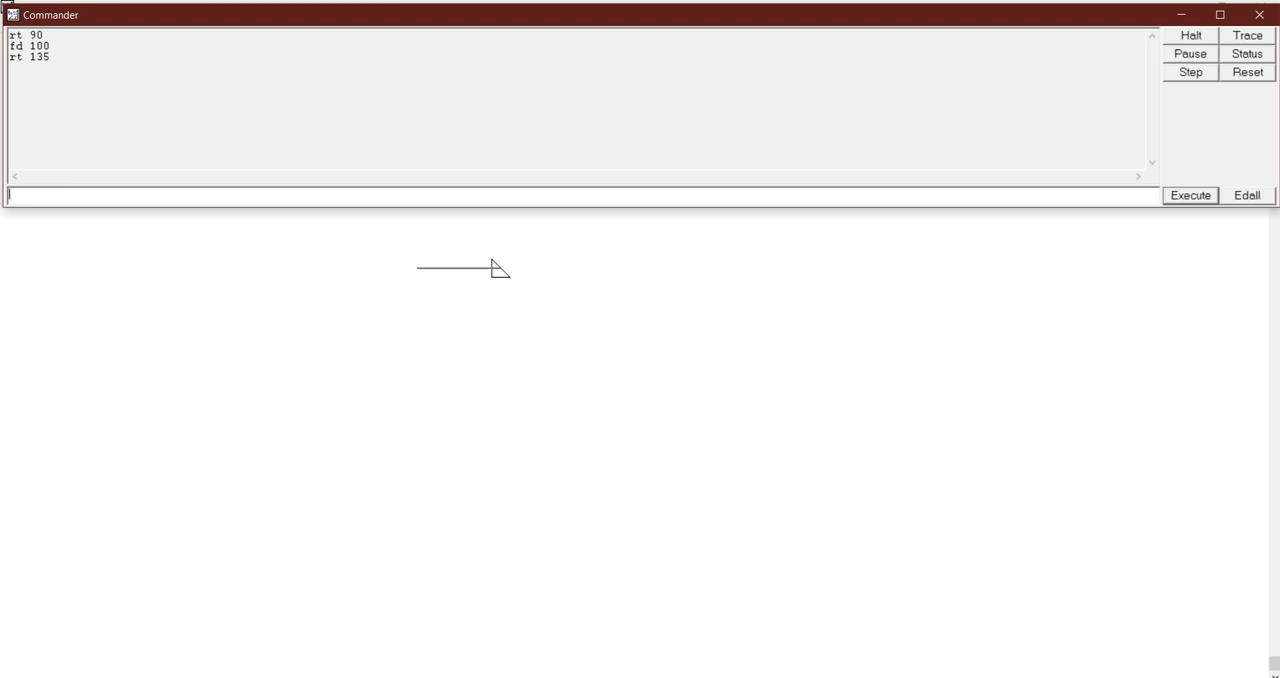 Commander
rt 90
fd 100
rt 135
Halt Trace
Pause Status
Step Reset
Execute Edall